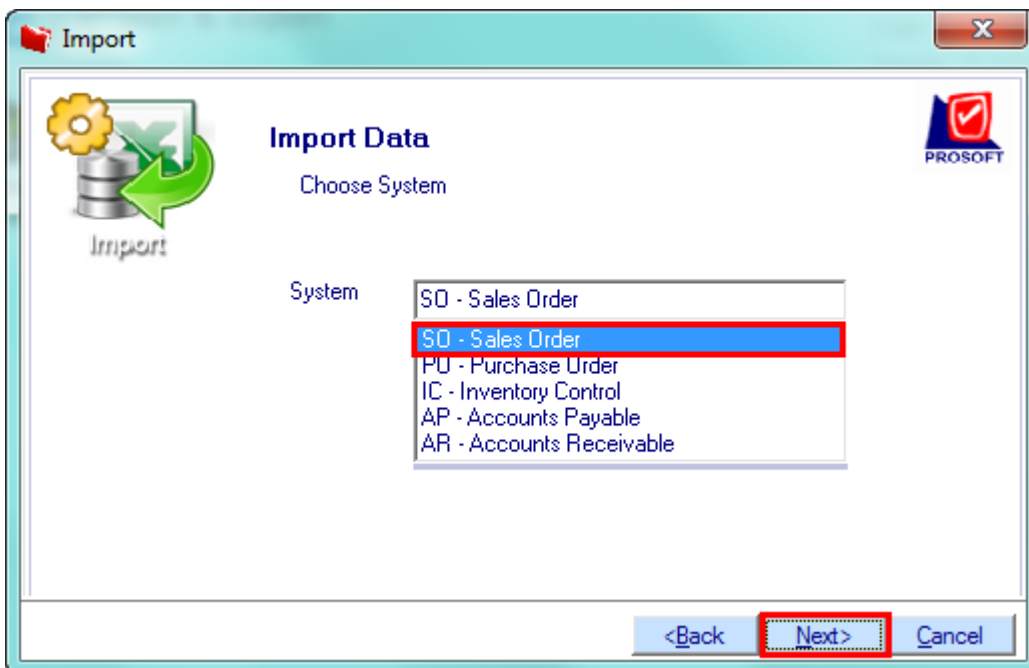 Import
Import Data
PROSOFT
Choose System
Import
System
SO - Sales Order
SO - Sales Order
PO - Purchase Order
IC - Inventory Control
AP - Accounts Payable
AR - Accounts Receivable
<Back
Next>
Cancel